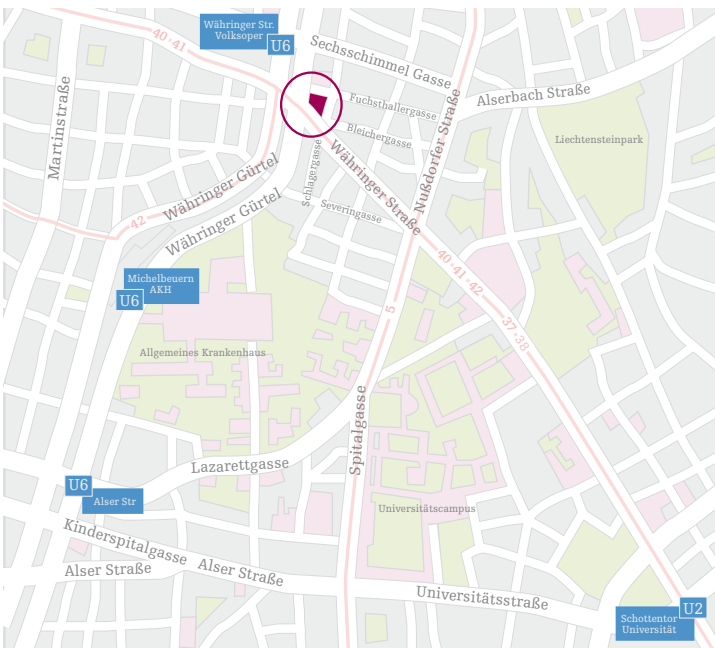 Währinger Str.
Volksoper
U6
40·41
Sechsschimmel Gasse
Martinstraße
Fuchsthallergasse
Alserbach Straße
Bleichergasse
Liechtensteinpark
Nußdorfer Straße
Schlagergasse
Währinger Straße
Währinger Gürtel
42
Severingasse
Währinger Gürtel
40·41·42
Michelbeuern
AKH
U6
5
37·38
Allgemeines Krankenhaus
Spitalgasse
Lazarettgasse
U6
Alser Str
Universitätscampus
Kinderspitalgasse
Alser Straße
Alser Straße
Universitätsstraße
U2
Schottentor
Universität